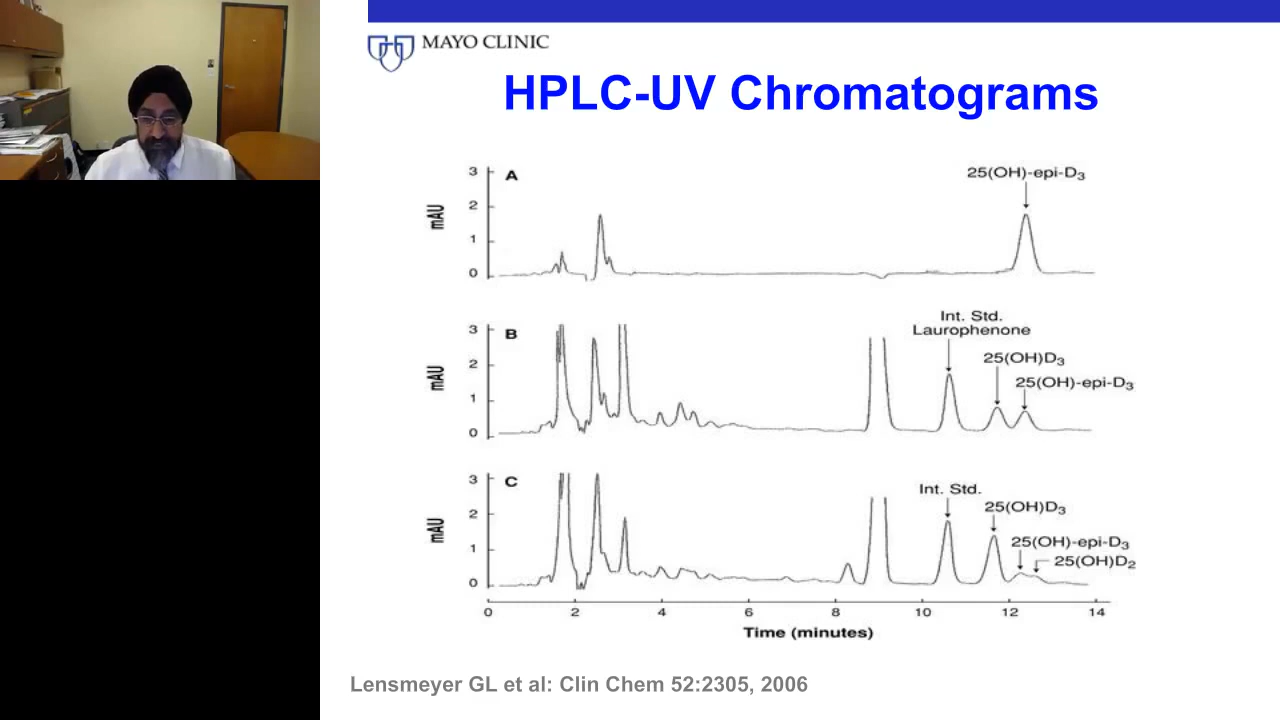 MAYO CLINIC
HPLC-UV Chromatograms
3
2
1
0
mAU
A
25(OH)-epi-D₃
3
2
1
0
mAU
B
Int. Std.
Laurophenone
25(OH)D₃
25(OH)-epi-D₃
3
2
1
0
mAU
C
Int. Std.
25(OH)D₃
25(OH)-epi-D₃
25(OH)D₂
0 2 4 6 8 10 12 14
Time (minutes)
Lensmeyer GL et al: Clin Chem 52:2305, 2006